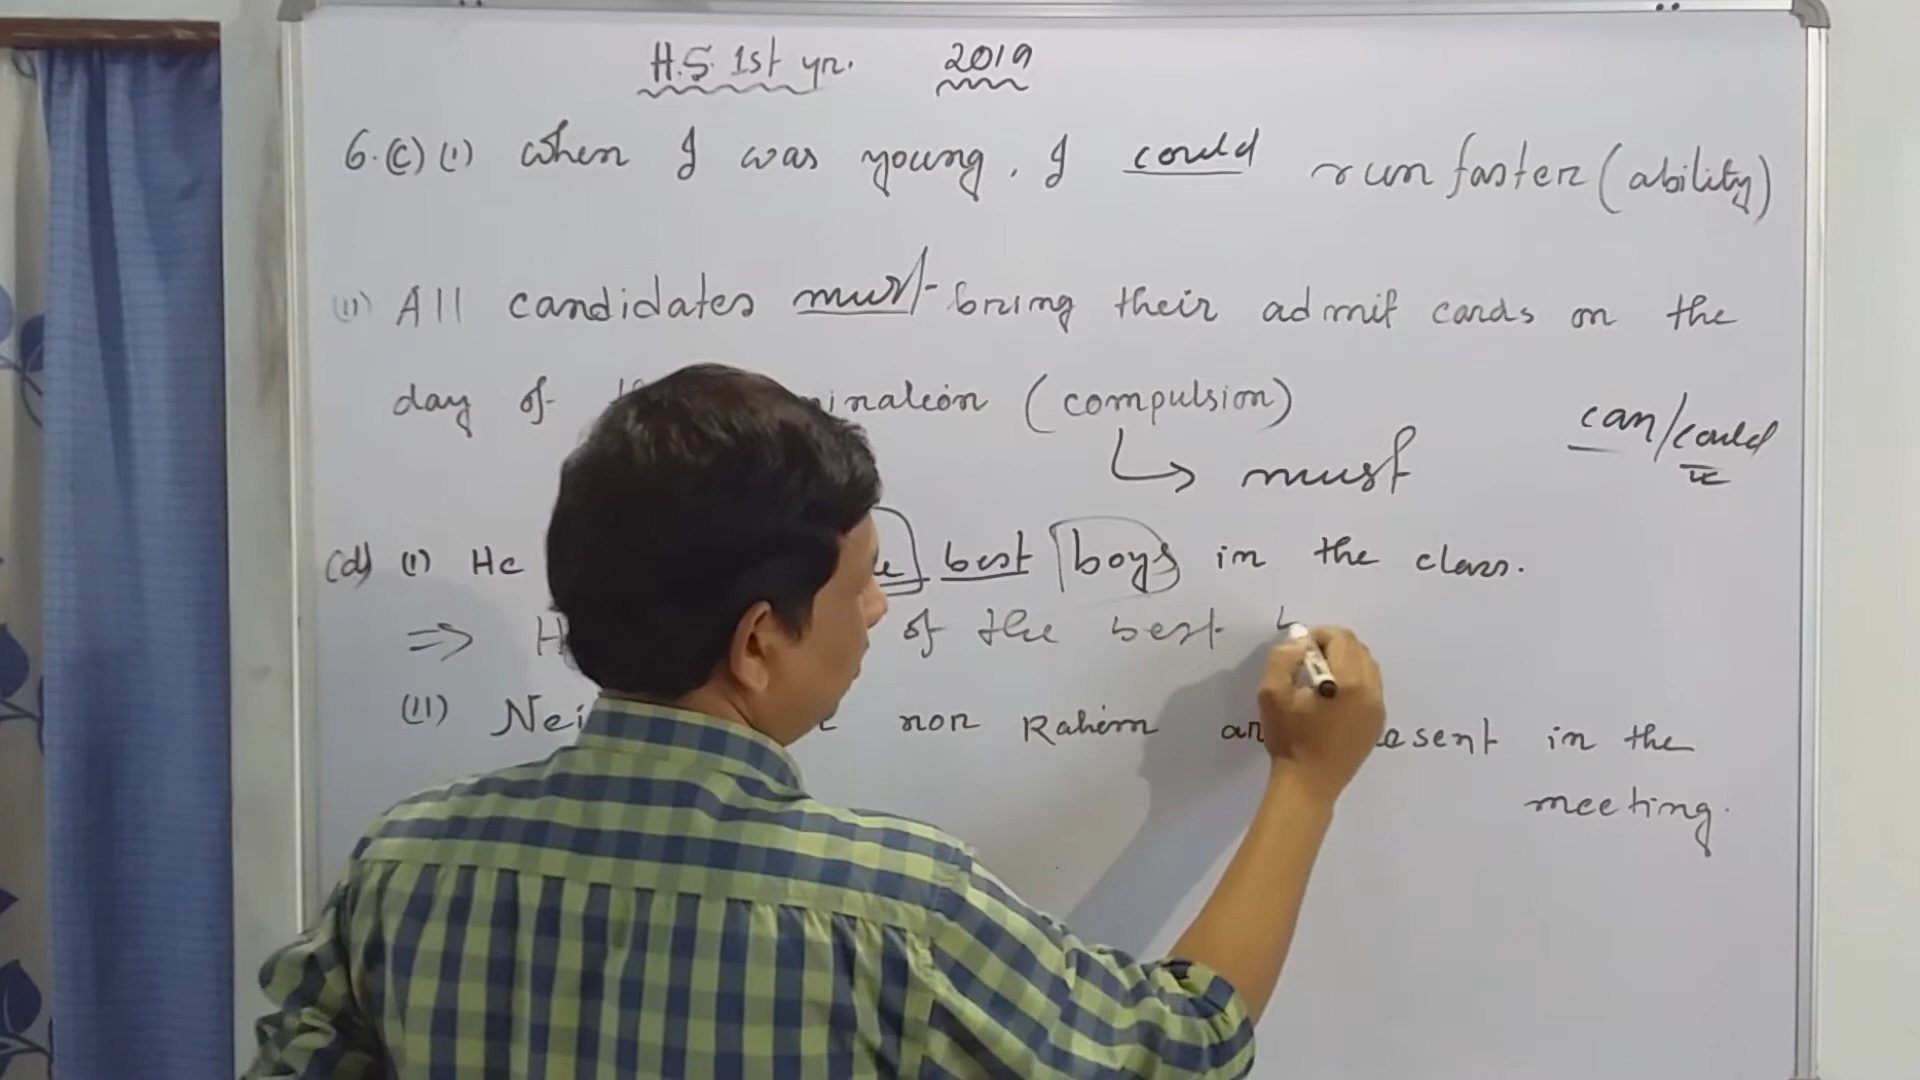 H.S. 1st yr. 2019
6.(c) (i) When I was young, I could run faster (ability)
(ii) All candidates must bring their admit cards on the
day of (compulsion)
can/could
must
(d) (i) He best boys in the class.
⇒ of the best
(ii) nor Rahim in the
meeting.